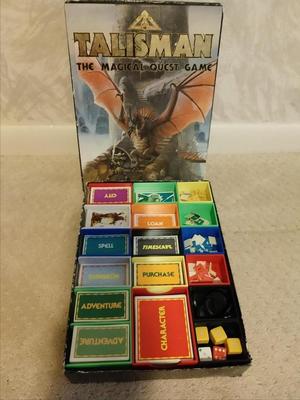 TALISMAN
THE MAGICAL QUEST GAME
CITY
LOAN
SPELL
TIMESCAPE
DUNGEON
PURCHASE
ADVENTURE
CHARACTER
ADVENTURE